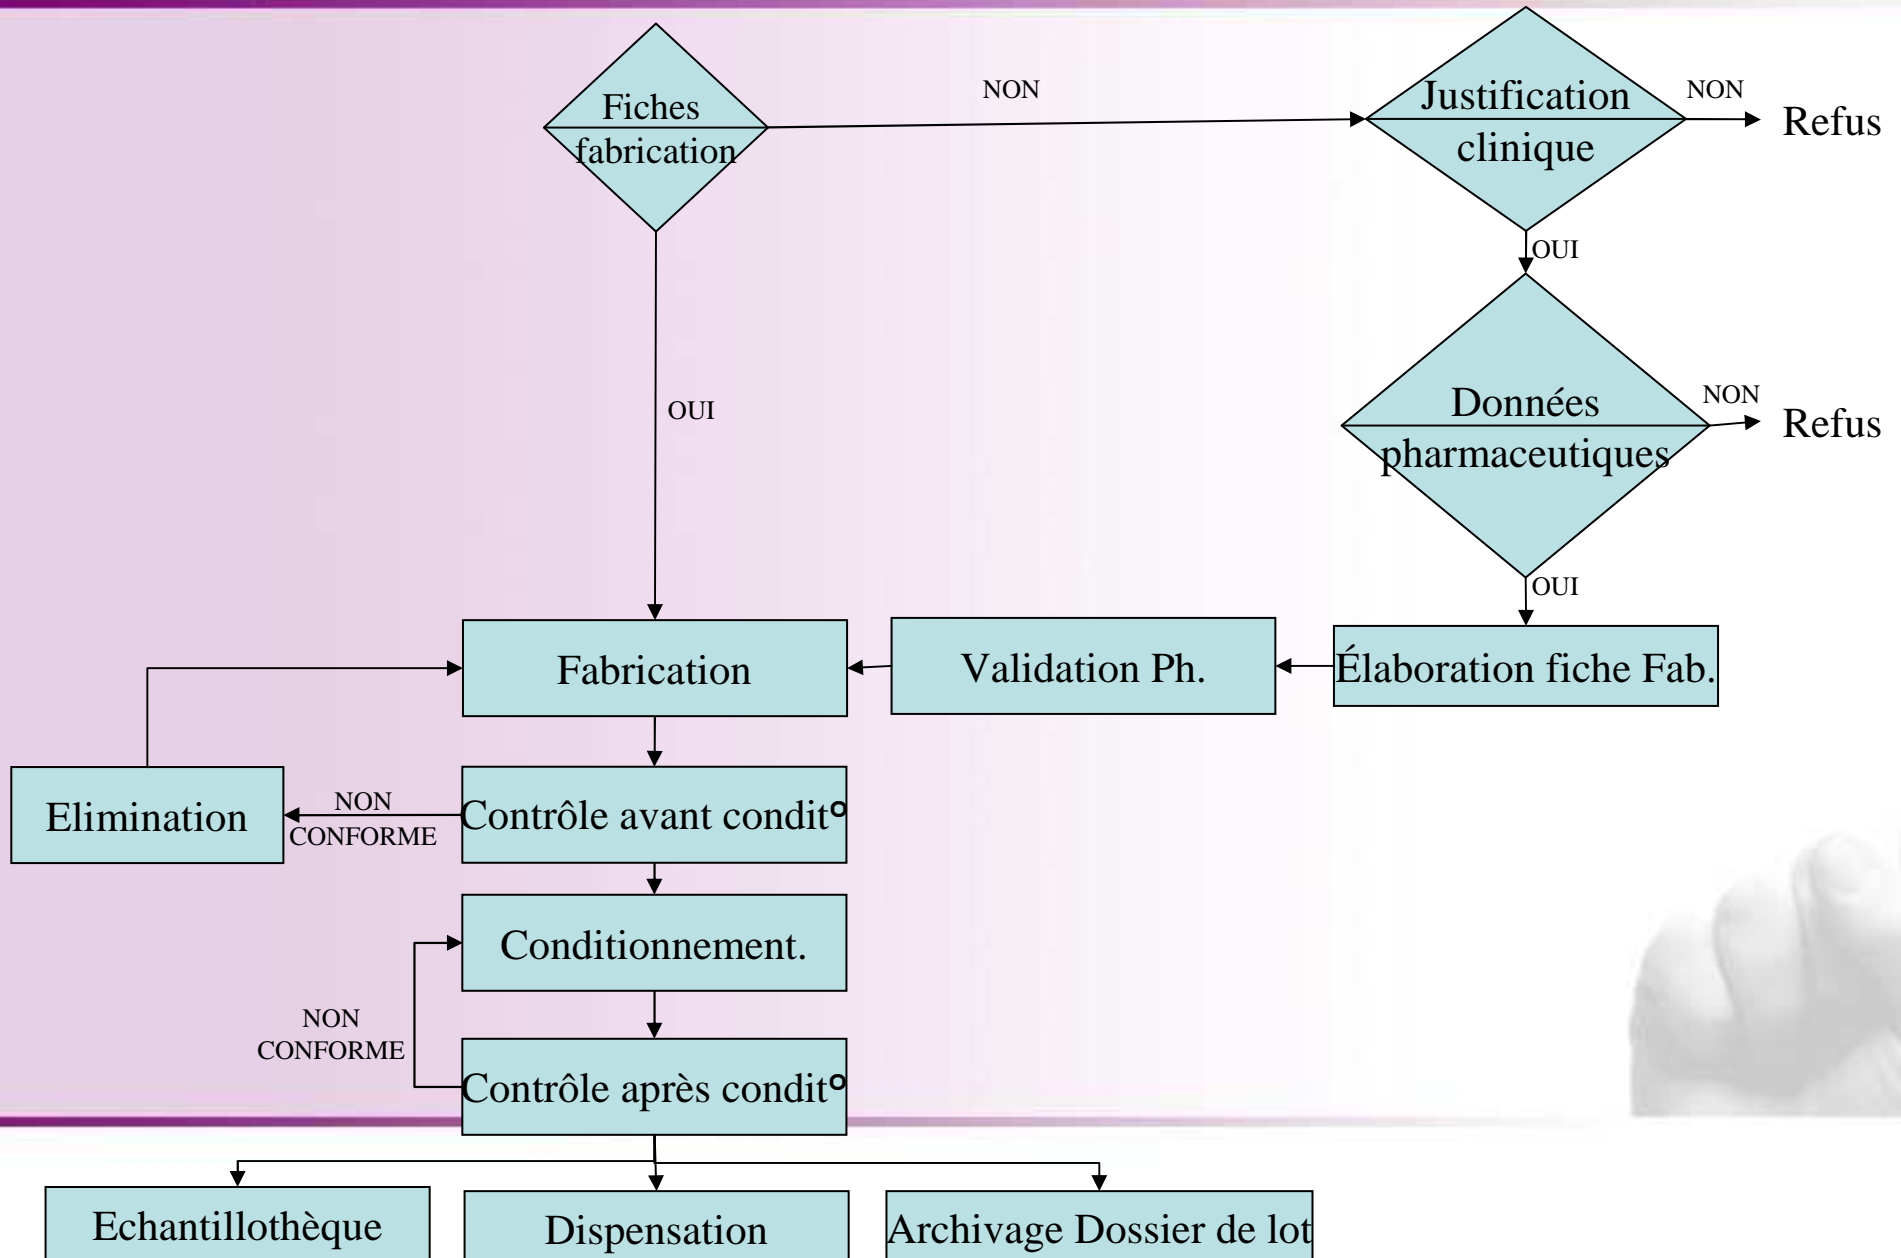 Fiches
fabrication
NON
Justification
clinique
NON
Refus
OUI
OUI
Données
pharmaceutiques
NON
Refus
OUI
Fabrication
Validation Ph.
Élaboration fiche Fab.
Elimination
NON
CONFORME
Contrôle avant condit°
Conditionnement.
NON
CONFORME
Contrôle après condit°
Echantillothèque
Dispensation
Archivage Dossier de lot